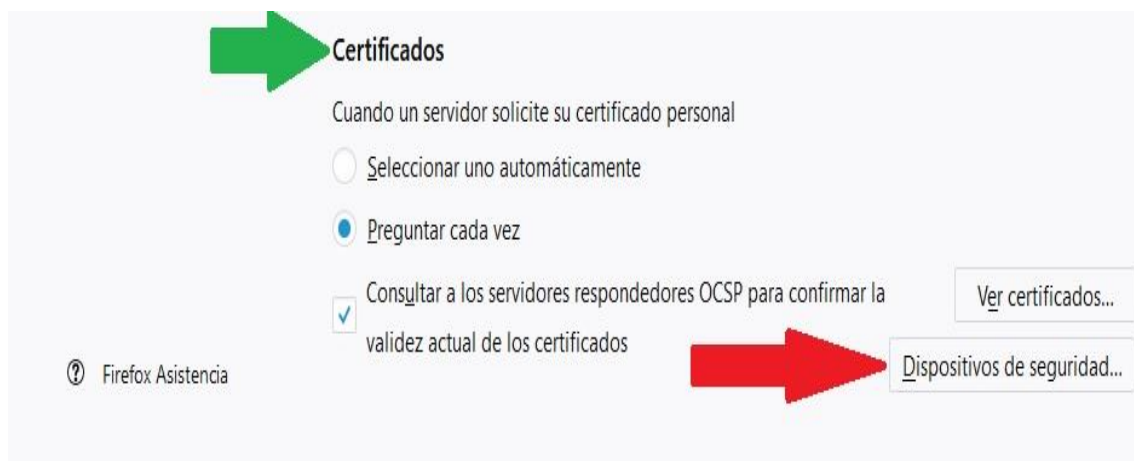 Certificados
Cuando un servidor solicite su certificado personal
Seleccionar uno automáticamente
Preguntar cada vez
Consultar a los servidores respondedores OCSP para confirmar la
validez actual de los certificados
Ver certificados...
Dispositivos de seguridad...
Firefox Asistencia